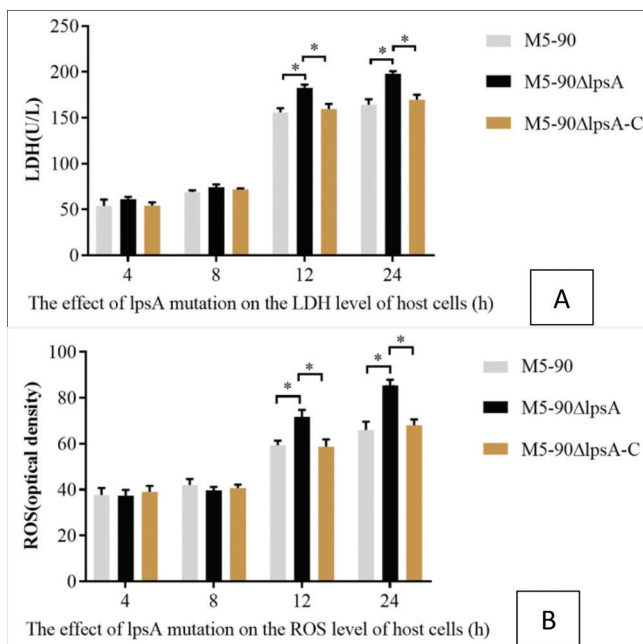 250
200
150
100
50
0
LDH(U/L)
* * * *
4 8 12 24
The effect of lpsA mutation on the LDH level of host cells (h)
M5-90
M5-90ΔlpsA
M5-90ΔlpsA-C
A
100
80
60
40
20
0
ROS(optical density)
* * * *
4 8 12 24
The effect of lpsA mutation on the ROS level of host cells (h)
M5-90
M5-90ΔlpsA
M5-90ΔlpsA-C
B